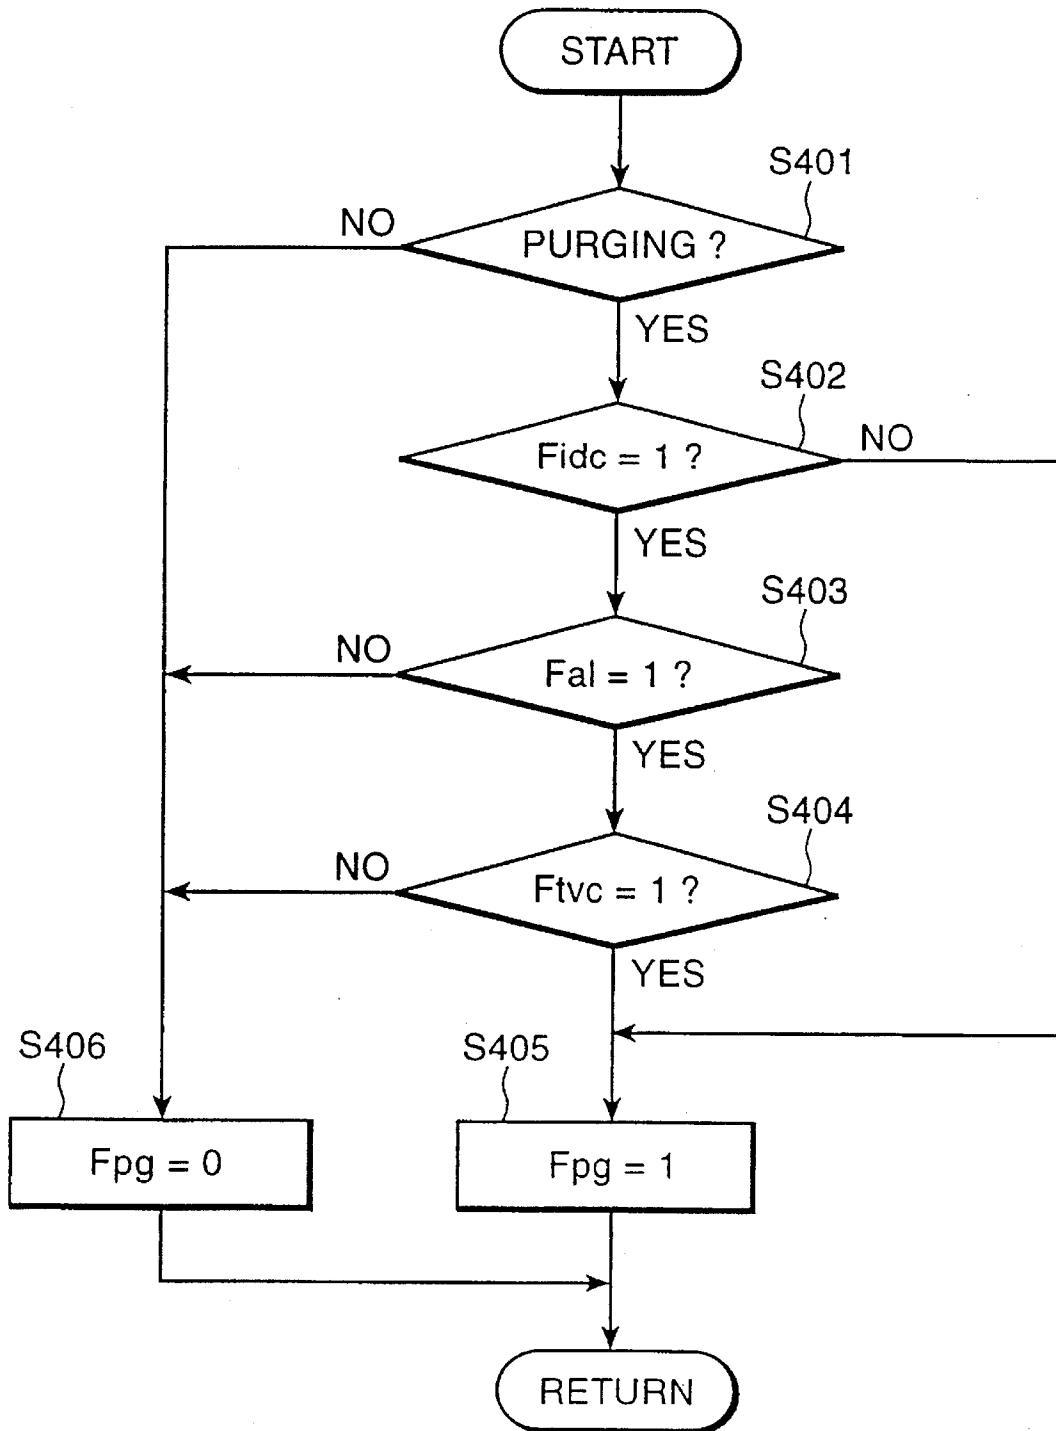 START
S401
NO
PURGING ?
YES
S402
NO
Fidc = 1 ?
YES
S403
NO
Fal = 1 ?
YES
S404
NO
Ftvc = 1 ?
YES
S406
S405
Fpg = 0
Fpg = 1
RETURN